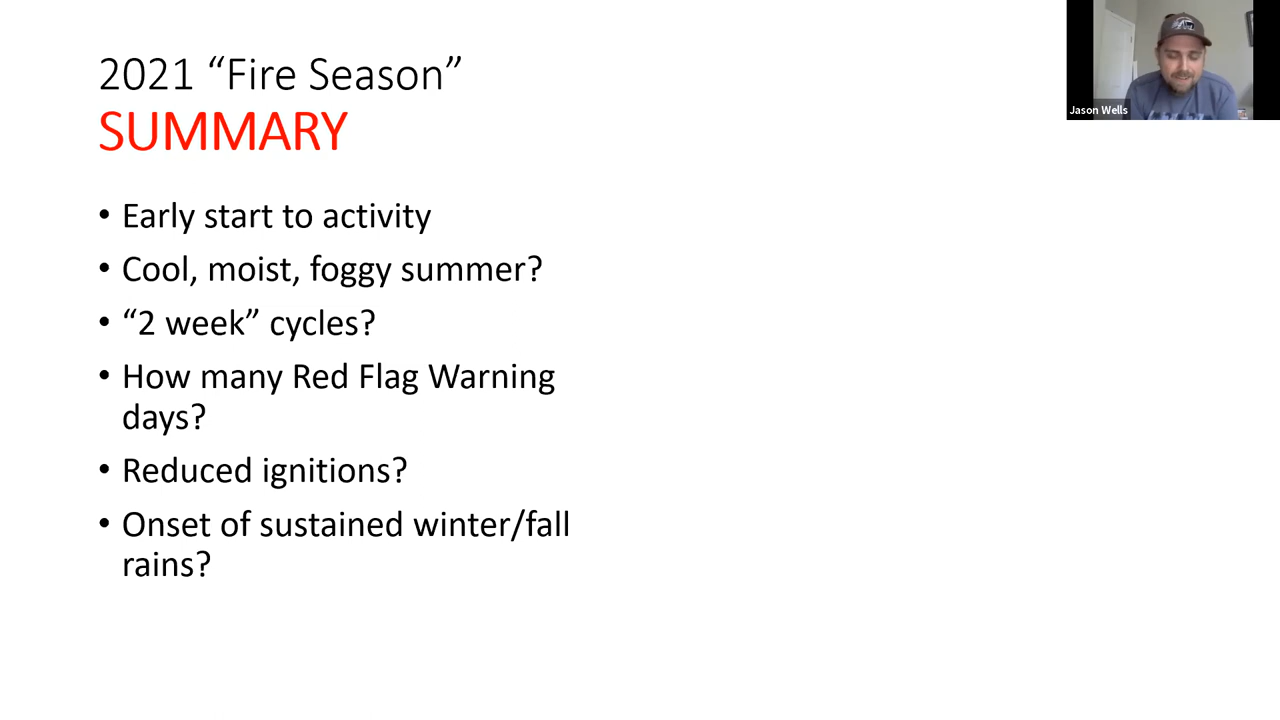 2021 “Fire Season”
SUMMARY
Jason Wells
• Early start to activity
• Cool, moist, foggy summer?
• “2 week” cycles?
• How many Red Flag Warning
days?
• Reduced ignitions?
• Onset of sustained winter/fall
rains?